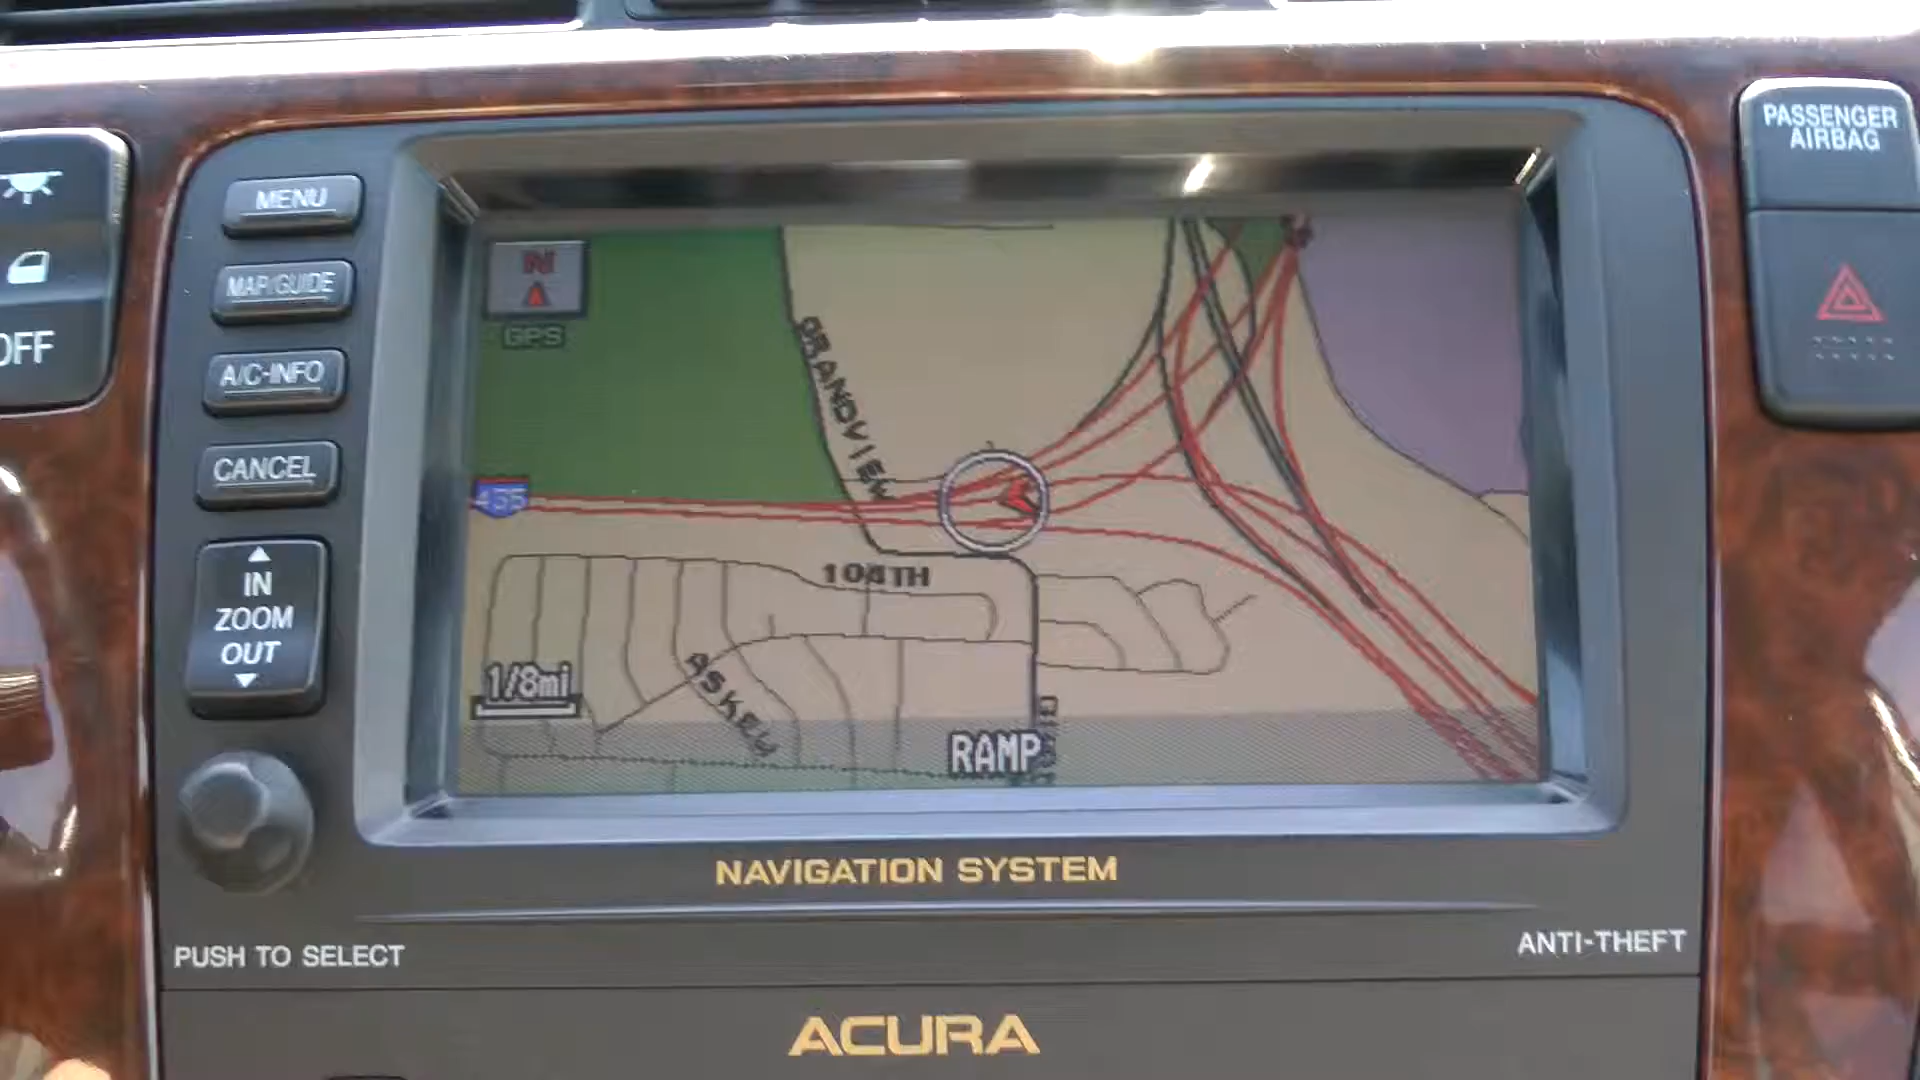 PASSENGER
AIRBAG
MENU
MAP/GUIDE
A/C-INFO
CANCEL
OFF
IN
ZOOM
OUT
N
GPS
GRANDVIEW
435
104TH
ASKEW
1/8mi
RAMP
NAVIGATION SYSTEM
PUSH TO SELECT
ANTI-THEFT
ACURA